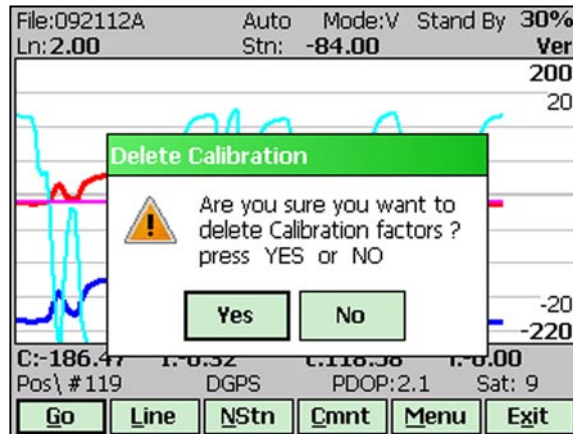 File:092112A Auto Mode:V Stand By 30%
Ln:2.00 Stn: -84.00 Ver
200
20
Delete Calibration
Are you sure you want to
delete Calibration factors ?
press YES or NO
Yes No
-20
-220
C:-186.47
Pos\ #119 DGPS PDOP:2.1 Sat: 9
Go Line NStn Cmnt Menu Exit